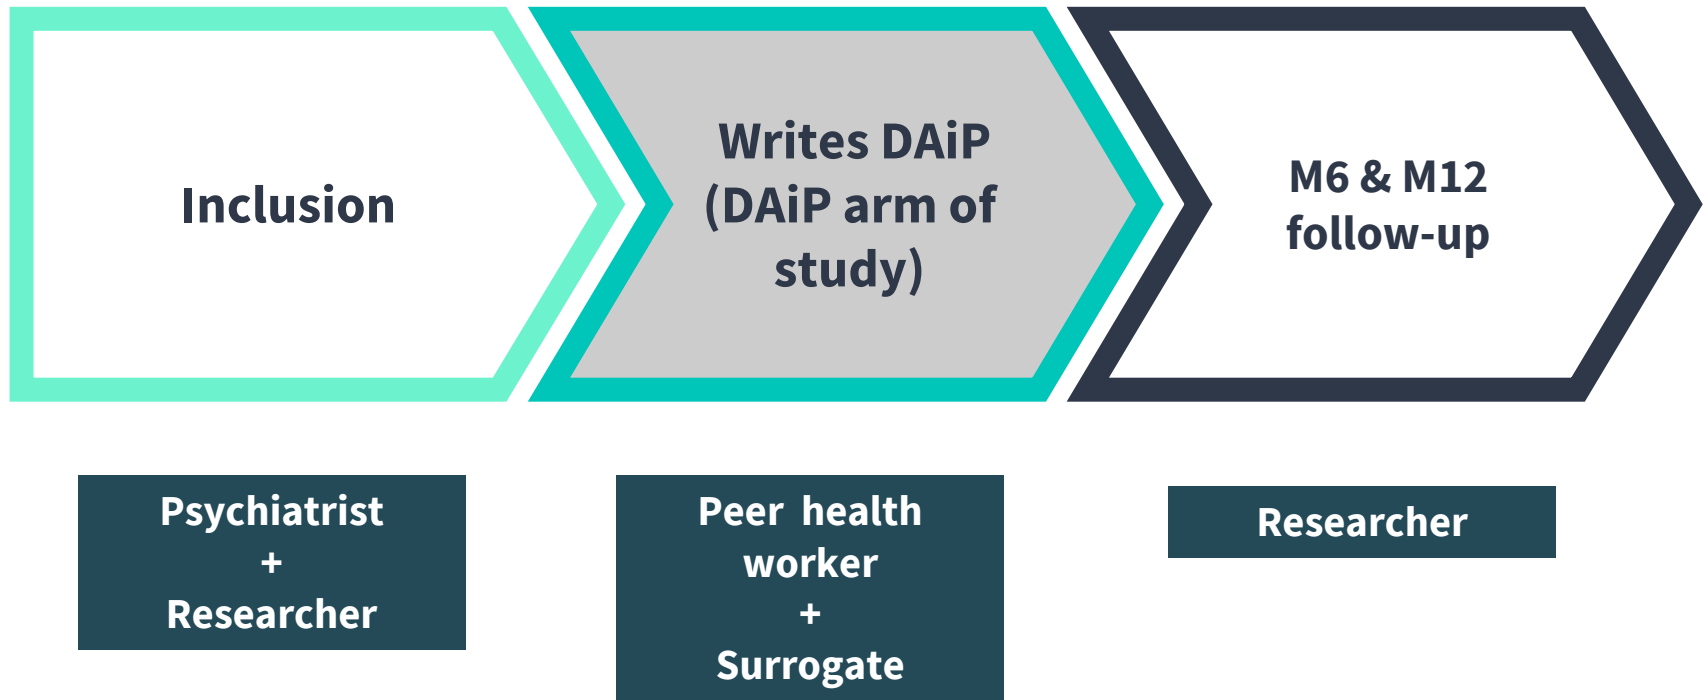 Inclusion
Writes DAiP
(DAiP arm of
study)
M6 & M12
follow-up
Psychiatrist
+
Researcher
Peer health
worker
+
Surrogate
Researcher